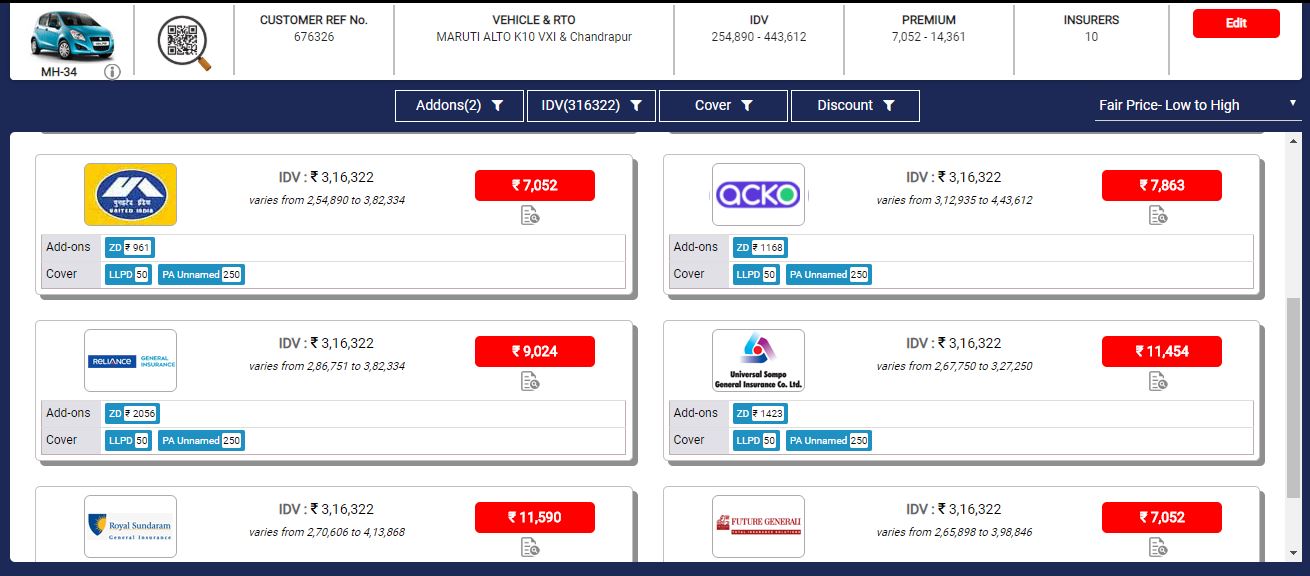 CUSTOMER REF No.
676326
VEHICLE & RTO
MARUTI ALTO K10 VXI & Chandrapur
IDV
254,890 - 443,612
PREMIUM
7,052 - 14,361
INSURERS
10
Edit
MH-34
Addons(2)
IDV(316322)
Cover
Discount
Fair Price- Low to High
युनाइटेड इंडिया
UNITED INDIA
IDV : ₹ 3,16,322
varies from 2,54,890 to 3,82,334
₹ 7,052
Add-ons ZD ₹ 961
Cover LLPD 50 PA Unnamed 250
acko
IDV : ₹ 3,16,322
varies from 3,12,935 to 4,43,612
₹ 7,863
Add-ons ZD ₹ 1168
Cover LLPD 50 PA Unnamed 250
RELIANCE GENERAL
INSURANCE
IDV : ₹ 3,16,322
varies from 2,86,751 to 3,82,334
₹ 9,024
Add-ons ZD ₹ 2056
Cover LLPD 50 PA Unnamed 250
Universal Sompo
General Insurance Co. Ltd.
IDV : ₹ 3,16,322
varies from 2,67,750 to 3,27,250
₹ 11,454
Add-ons ZD ₹ 1423
Cover LLPD 50 PA Unnamed 250
Royal Sundaram
General Insurance
IDV : ₹ 3,16,322
varies from 2,70,606 to 4,13,868
₹ 11,590
FUTURE GENERALI
TOTAL INSURANCE SOLUTIONS
IDV : ₹ 3,16,322
varies from 2,65,898 to 3,98,846
₹ 7,052